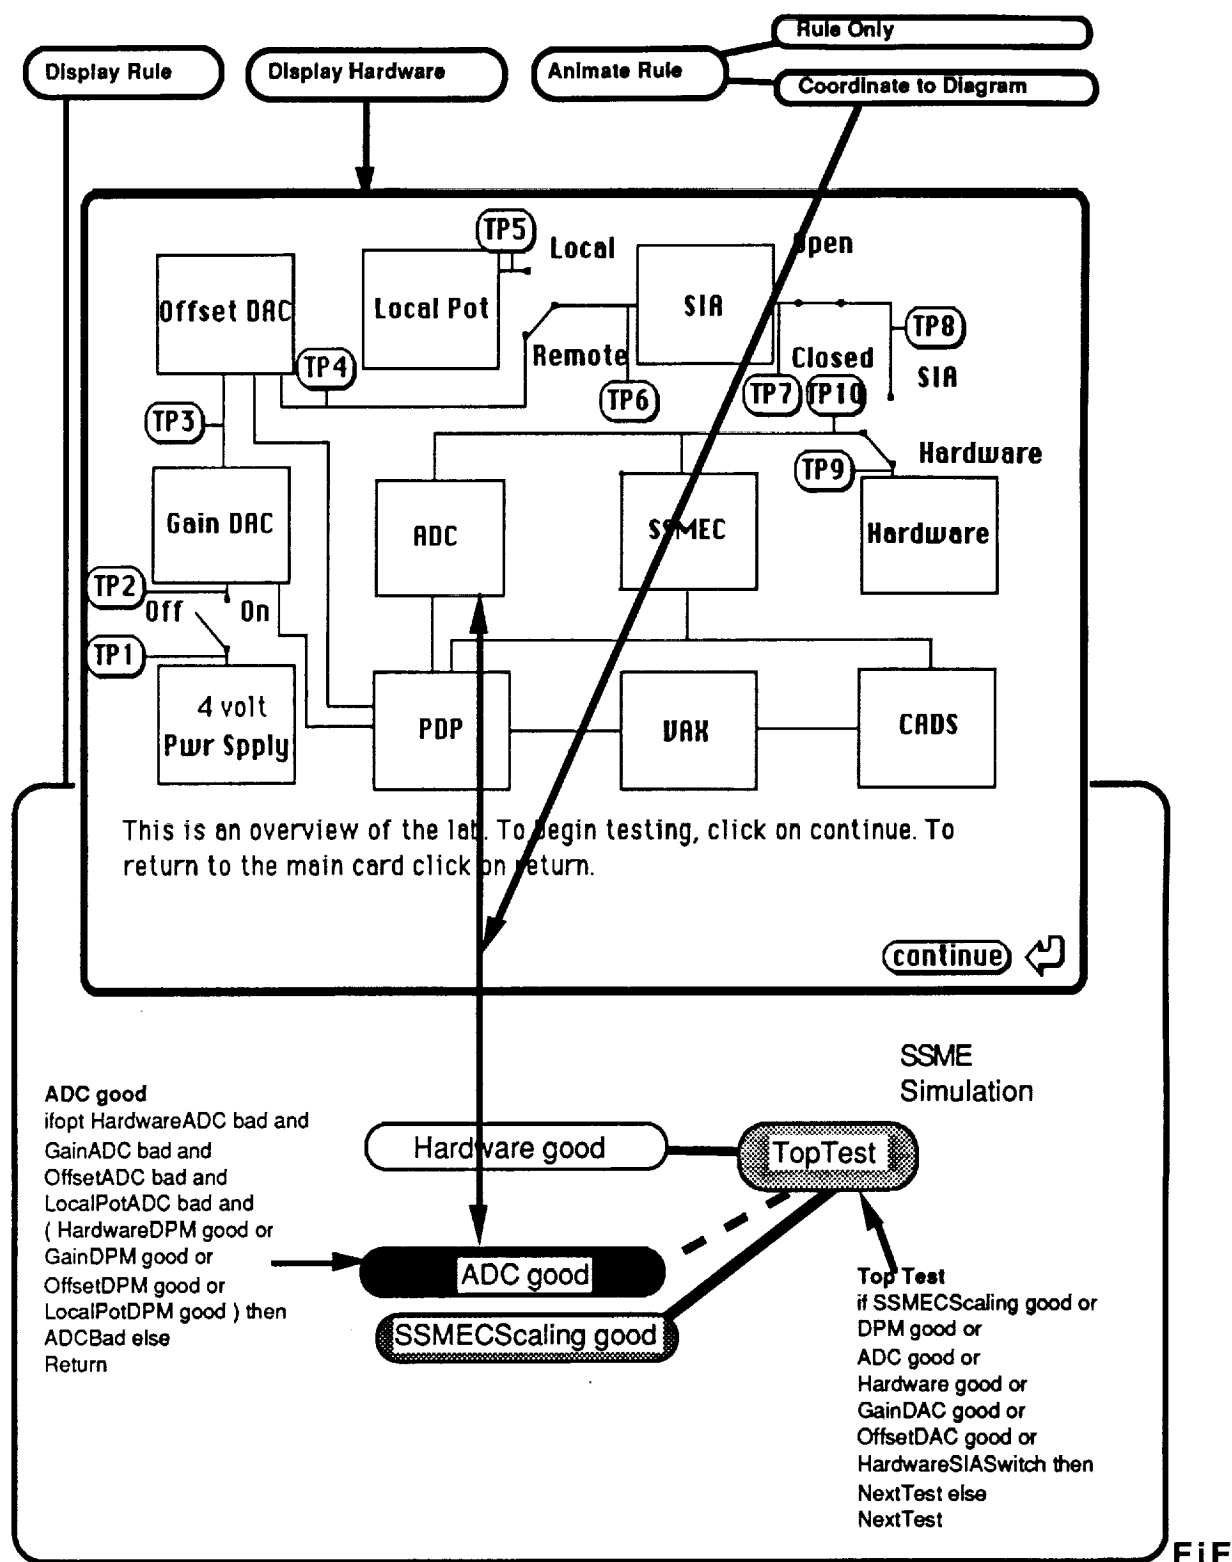 Rule Only
Display Rule
Display Hardware
Animate Rule
Coordinate to Diagram
TP5
Local
Open
Offset DAC
Local Pot
SIA
TP8
TP4
Remote
Closed
SIA
TP3
TP6
TP7
TP10
Hardware
TP9
Gain DAC
ADC
SSMEC
Hardware
TP2
Off
On
TP1
4 volt
Pwr Spply
PDP
VAX
CADS
This is an overview of the lab. To begin testing, click on continue. To
return to the main card click on return.
continue
SSME
Simulation
ADC good
ifopt HardwareADC bad and
GainADC bad and
OffsetADC bad and
LocalPotADC bad and
( HardwareDPM good or
GainDPM good or
OffsetDPM good or
LocalPotDPM good ) then
ADCBad else
Return
Hardware good
TopTest
ADC good
SSMECScaling good
Top Test
if SSMECScaling good or
DPM good or
ADC good or
Hardware good or
GainDAC good or
OffsetDAC good or
HardwareSIASwitch then
NextTest else
NextTest